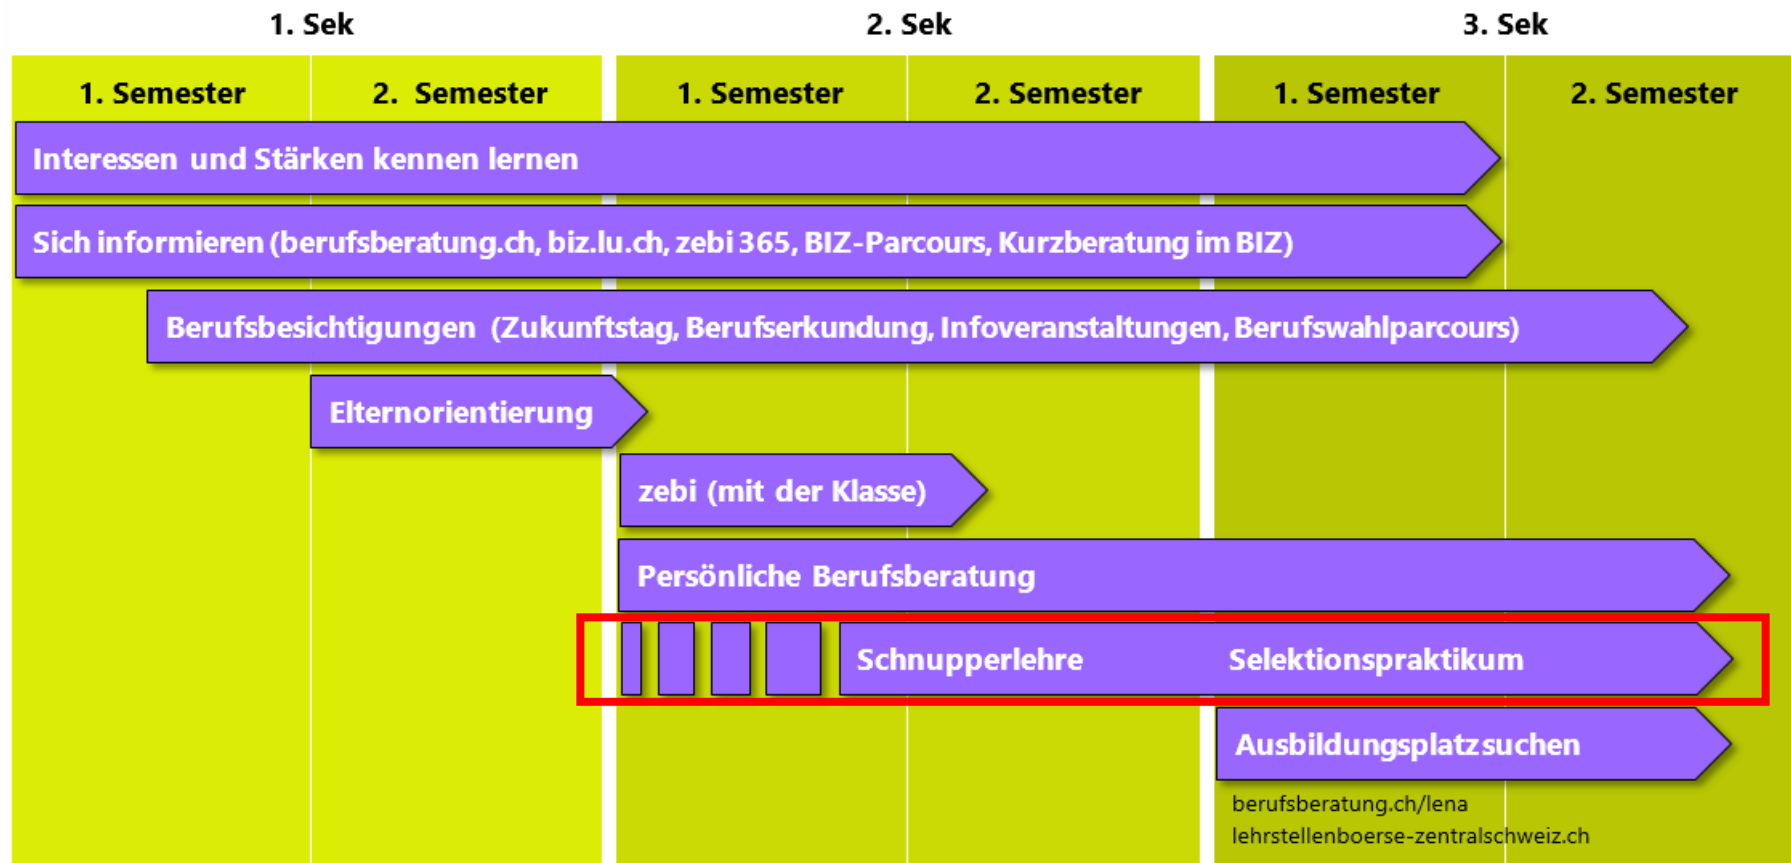 1. Sek 2. Sek 3. Sek
1. Semester 2. Semester 1. Semester 2. Semester 1. Semester 2. Semester
Interessen und Stärken kennen lernen
Sich informieren (berufsberatung.ch, biz.lu.ch, zebi 365, BIZ-Parcours, Kurzberatung im BIZ)
Berufsbesichtigungen (Zukunftstag, Berufserkundung, Infoveranstaltungen, Berufswahlparcours)
Elternorientierung
zebi (mit der Klasse)
Persönliche Berufsberatung
Schnupperlehre Selektionspraktikum
Ausbildungsplatz suchen
berufsberatung.ch/lena
lehrstellenboerse-zentralschweiz.ch